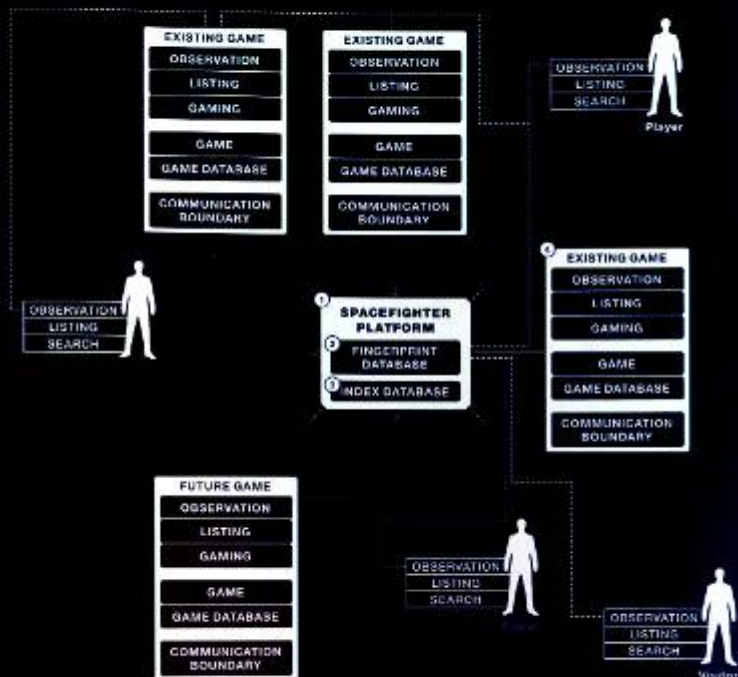 EXISTING GAME
OBSERVATION
LISTING
GAMING
GAME
GAME DATABASE
COMMUNICATION
BOUNDARY
EXISTING GAME
OBSERVATION
LISTING
GAMING
GAME
GAME DATABASE
COMMUNICATION
BOUNDARY
OBSERVATION
LISTING
SEARCH
Player
OBSERVATION
LISTING
SEARCH
1
SPACEFIGHTER
PLATFORM
2
FINGERPRINT
DATABASE
3
INDEX DATABASE
4
EXISTING GAME
OBSERVATION
LISTING
GAMING
GAME
GAME DATABASE
COMMUNICATION
BOUNDARY
FUTURE GAME
OBSERVATION
LISTING
GAMING
GAME
GAME DATABASE
COMMUNICATION
BOUNDARY
OBSERVATION
LISTING
SEARCH
OBSERVATION
LISTING
SEARCH